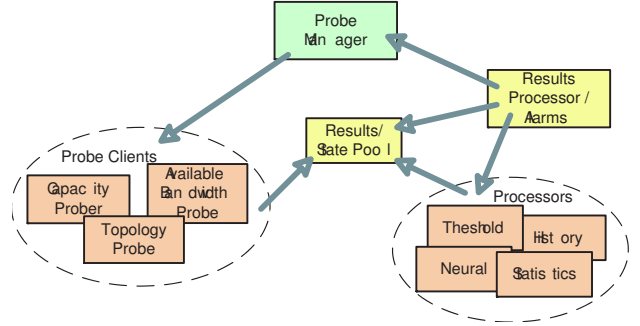 Probe
Manager
Results
Processor /
Alarms
Results/
State Pool
Probe Clients
Capacity
Prober
Available
Bandwidth
Probe
Topology
Probe
Processors
Theshold
History
Neural
Statistics